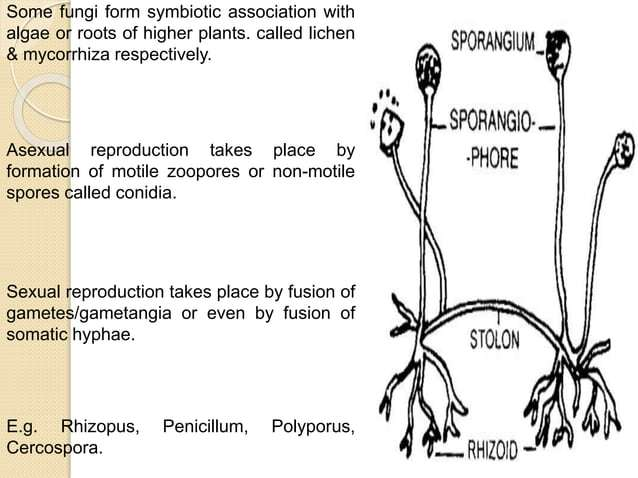 Some fungi form symbiotic association with
algae or roots of higher plants. called lichen
& mycorrhiza respectively.
Asexual reproduction takes place by
formation of motile zoopores or non-motile
spores called conidia.
Sexual reproduction takes place by fusion of
gametes/gametangia or even by fusion of
somatic hyphae.
E.g. Rhizopus, Penicillum, Polyporus,
Cercospora.
SPORANGIUM
SPORANGIO-
-PHORE
STOLON
RHIZOID